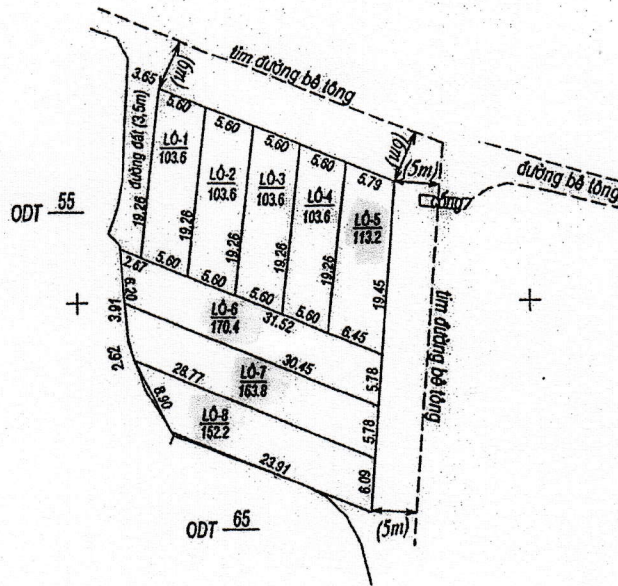 tim đường bê tông
(6m)
3.65
5.60
5.60
5.60
5.60
5.79
(6m)
(5m)
đường bê tông
cống
đường đất (3,5m)
LÔ-1
103.6
LÔ-2
103.6
LÔ-3
103.6
LÔ-4
103.6
LÔ-5
113.2
ODT 55
19.26
19.26
19.26
19.26
19.26
19.45
2.67
5.60
5.60
5.60
5.60
6.45
31.52
6.20
3.91
2.62
8.90
LÔ-6
170.4
30.45
LÔ-7
163.8
28.77
LÔ-8
152.2
23.91
5.78
5.78
6.09
tim đường bê tông
(5m)
ODT 65